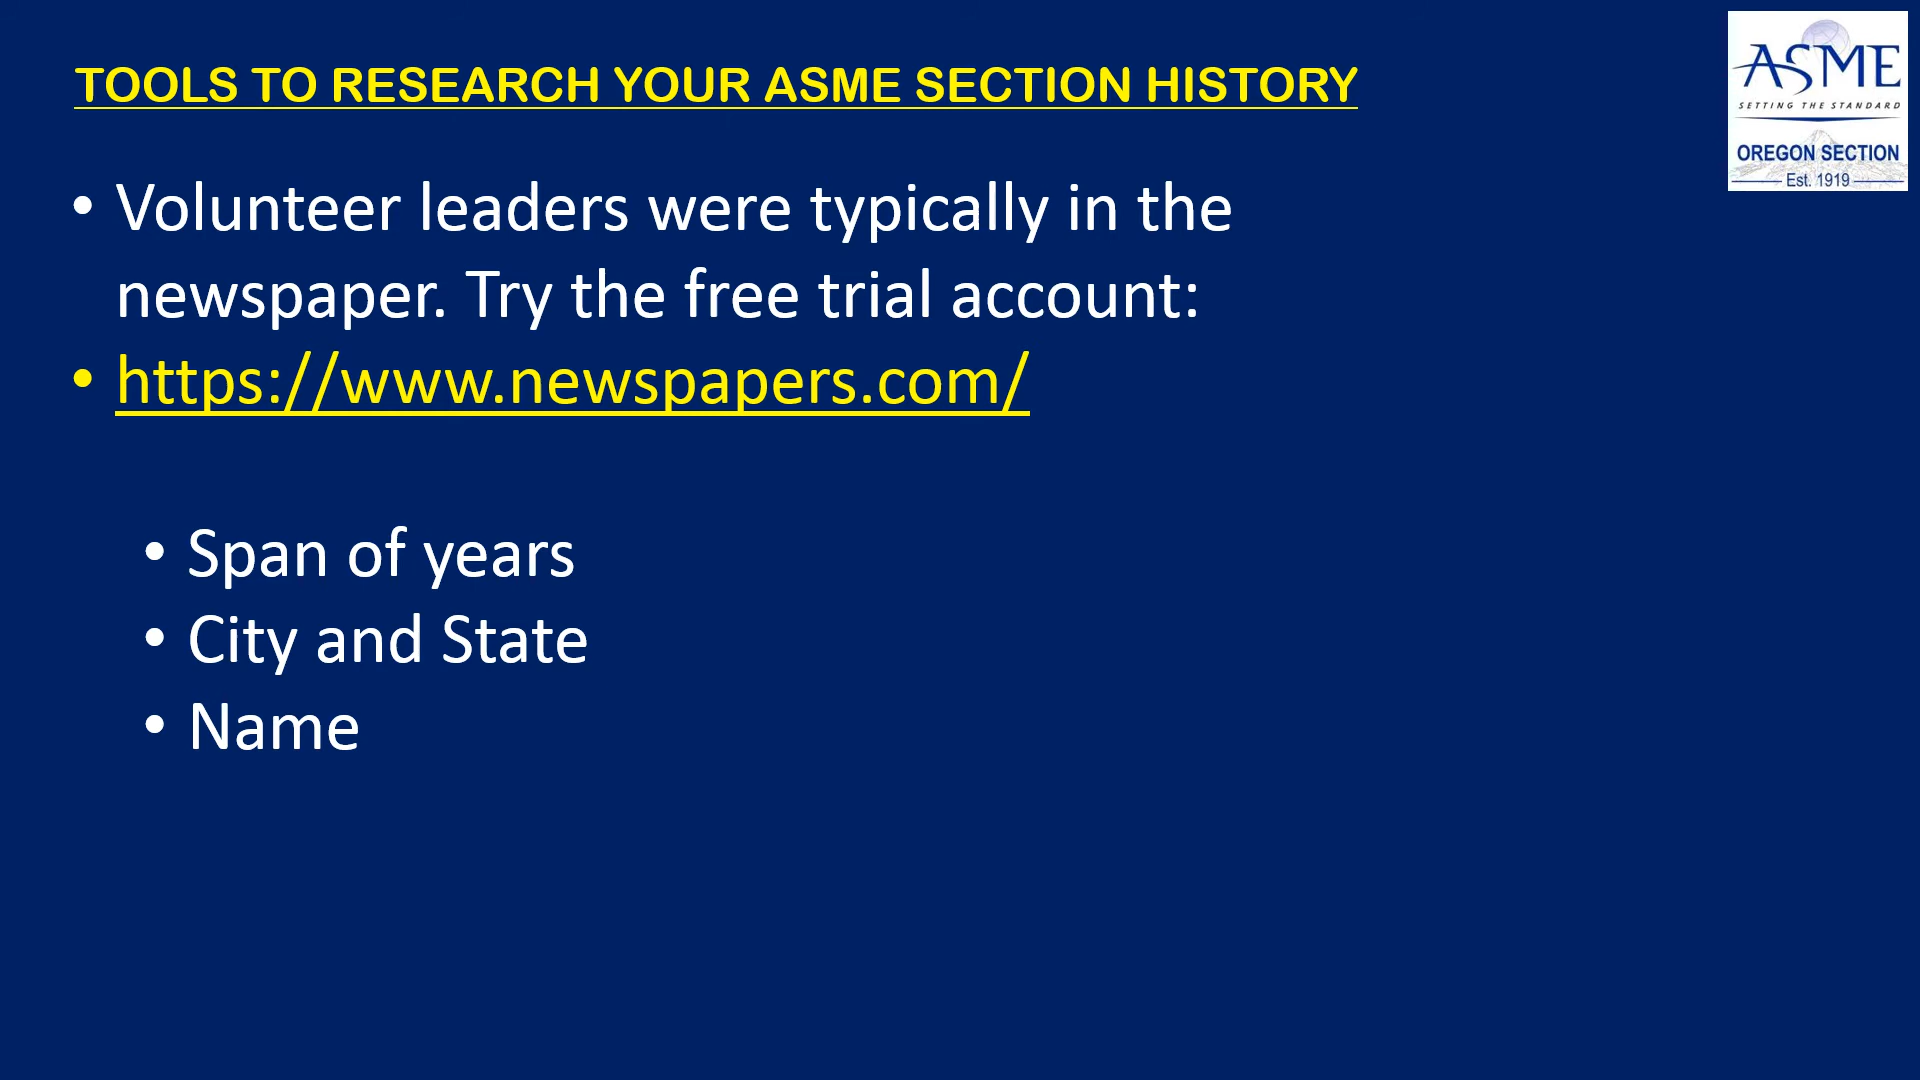 TOOLS TO RESEARCH YOUR ASME SECTION HISTORY
ASME
SETTING THE STANDARD
OREGON SECTION
Est. 1919
• Volunteer leaders were typically in the
newspaper. Try the free trial account:
• https://www.newspapers.com/
• Span of years
• City and State
• Name